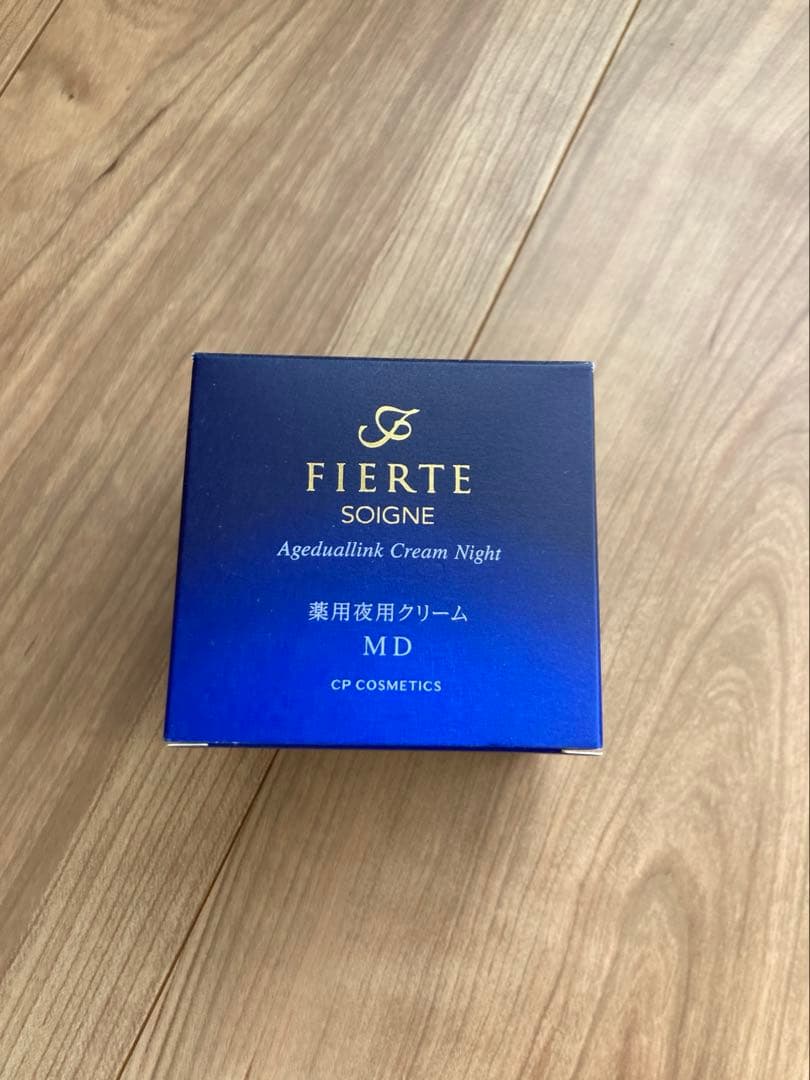 FIERTE
SOIGNE
Ageduallink Cream Night
薬用夜用クリーム
MD
CP COSMETICS